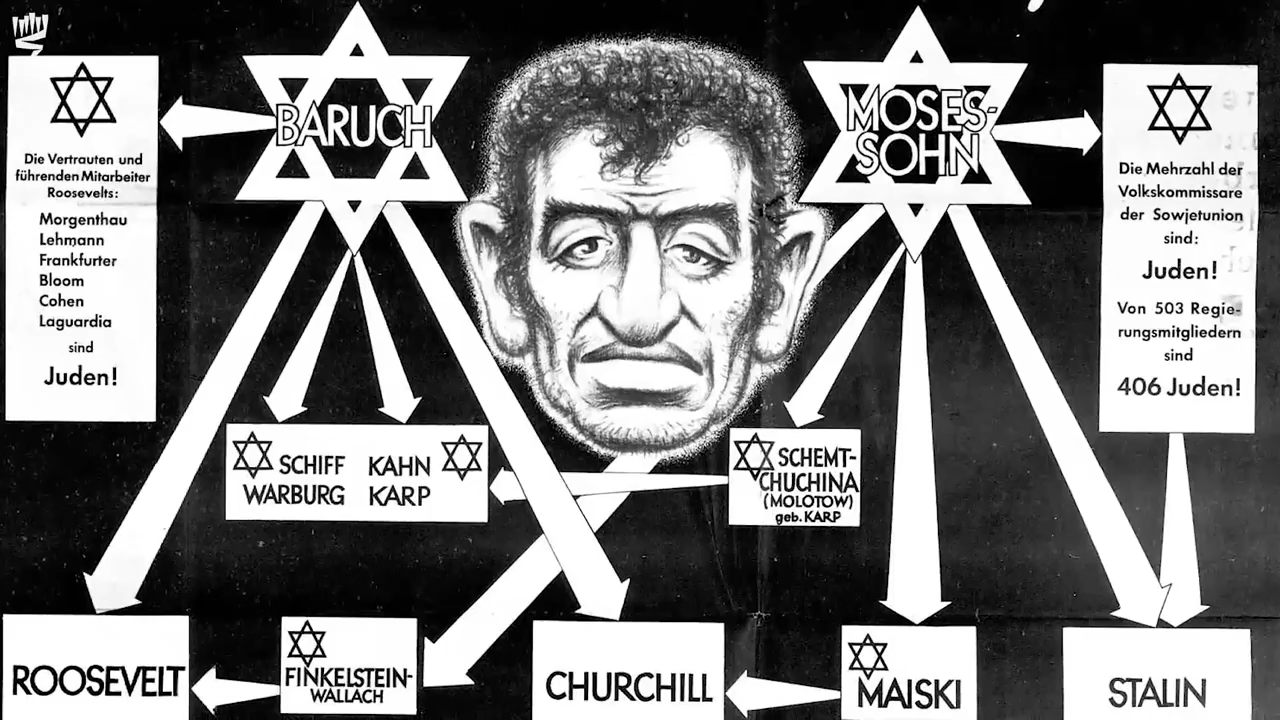 BARUCH
MOSES-
SOHN
Die Vertrauten und
führenden Mitarbeiter
Roosevelts:
Morgenthau
Lehmann
Frankfurter
Bloom
Cohen
Laguardia
sind
Juden!
Die Mehrzahl der
Volkskommissare
der Sowjetunion
sind:
Juden!
Von 503 Regie-
rungsmitgliedern
sind
406 Juden!
SCHIFF KAHN
WARBURG KARP
SCHEMT-
CHUCHINA
(MOLOTOW)
geb. KARP
ROOSEVELT
FINKELSTEIN-
WALLACH
CHURCHILL
MAISKI
STALIN